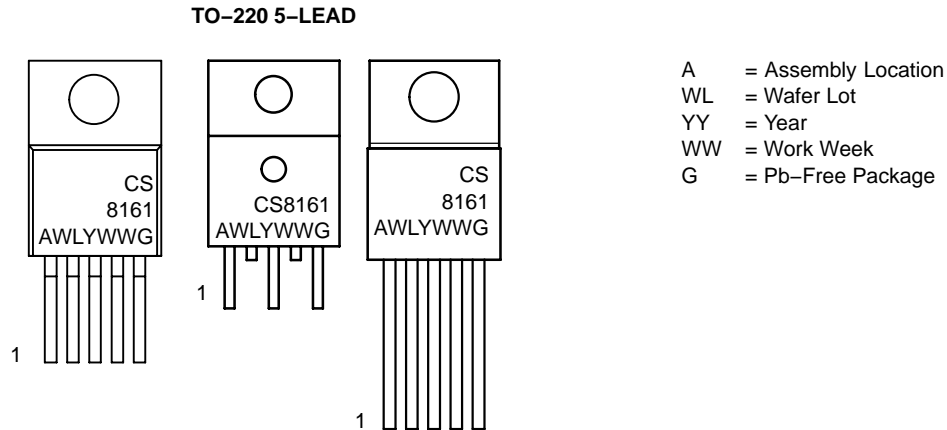 TO−220 5−LEAD
CS
8161
AWLYWWG
1
CS8161
AWLYWWG
1
CS
8161
AWLYWWG
1
A = Assembly Location
WL = Wafer Lot
YY = Year
WW = Work Week
G = Pb−Free Package